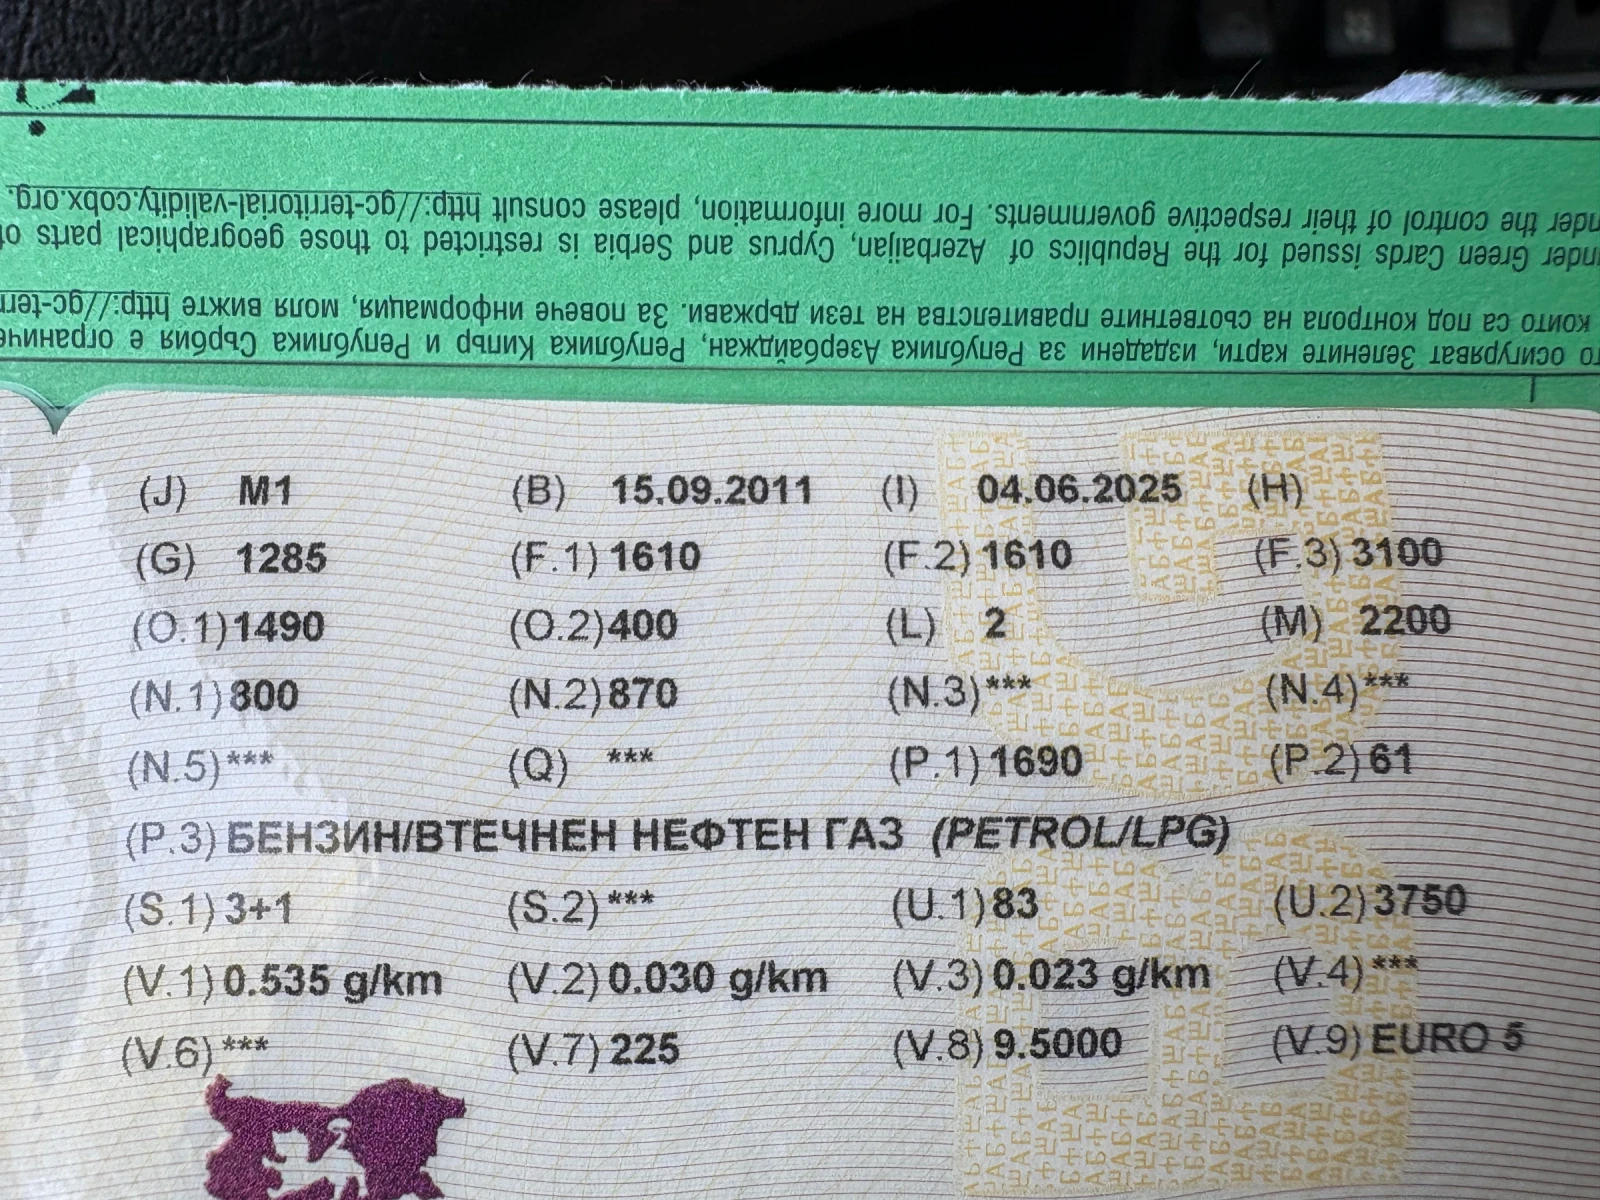 nder the control of their respective governments. For more information, please consult http://gc-territorial-validity.cobx.org.
nder Green Cards issued for the Republics of Azerbaijan, Cyprus and Serbia is restricted to those geographical parts of
които са под контрола на съответните правителства на тези държави. За повече информация, моля вижте http://gc-terri
осигуряват Зелените карти, издадени за Република Азербайджан, Република Кипър и Република Сърбия е ограниче
(J) M1 (B) 15.09.2011 (I) 04.06.2025 (H)
(G) 1285 (F.1) 1610 (F.2) 1610 (F.3) 3100
(O.1) 1490 (O.2) 400 (L) 2 (M) 2200
(N.1) 800 (N.2) 870 (N.3) *** (N.4) ***
(N.5) *** (Q) *** (P.1) 1690 (P.2) 61
(P.3) БЕНЗИН/ВТЕЧНЕН НЕФТЕН ГАЗ (PETROL/LPG)
(S.1) 3+1 (S.2) *** (U.1) 83 (U.2) 3750
(V.1) 0.535 g/km (V.2) 0.030 g/km (V.3) 0.023 g/km (V.4) ***
(V.6) *** (V.7) 225 (V.8) 9.5000 (V.9) EURO 5